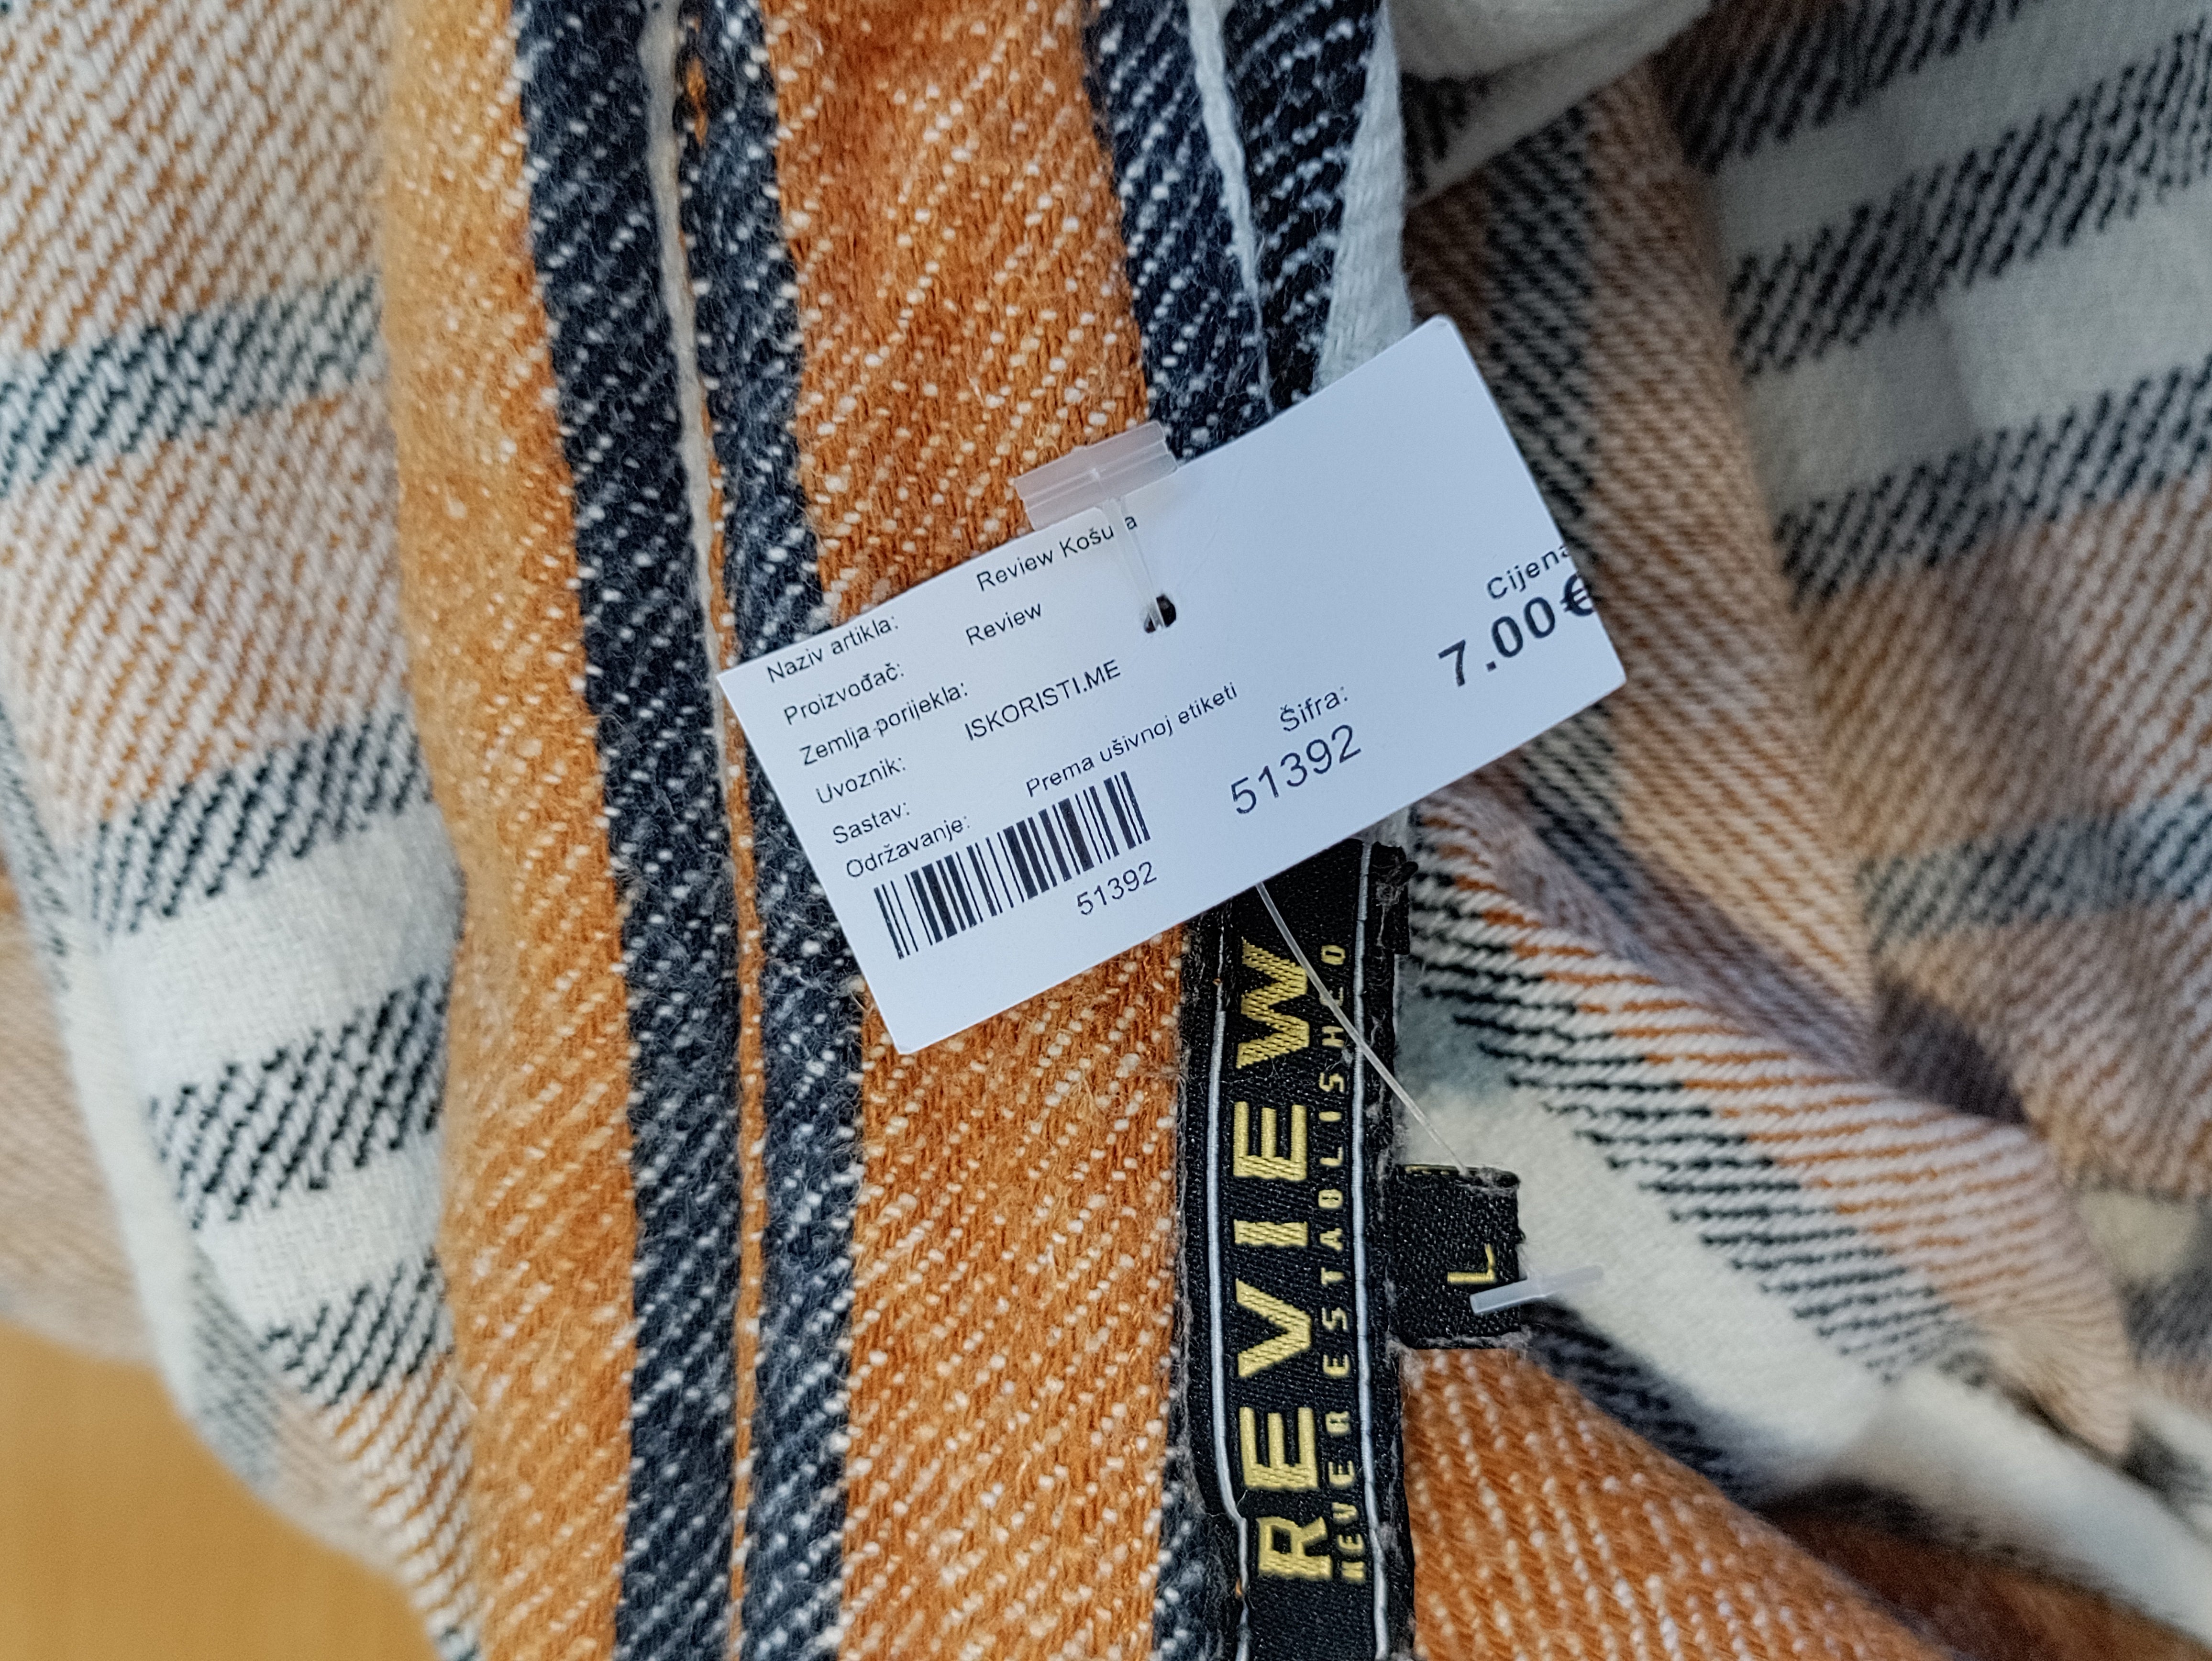 Naziv artikla: Review Košu a
Proizvođač: Review
Zemlja porijekla:
Uvoznik: ISKORISTI.ME
Sastav:
Održavanje: Prema ušivnoj etiketi
51392
Šifra:
51392
Cijena
7.00€
REVIEW
NEVER ESTABLISHED
L